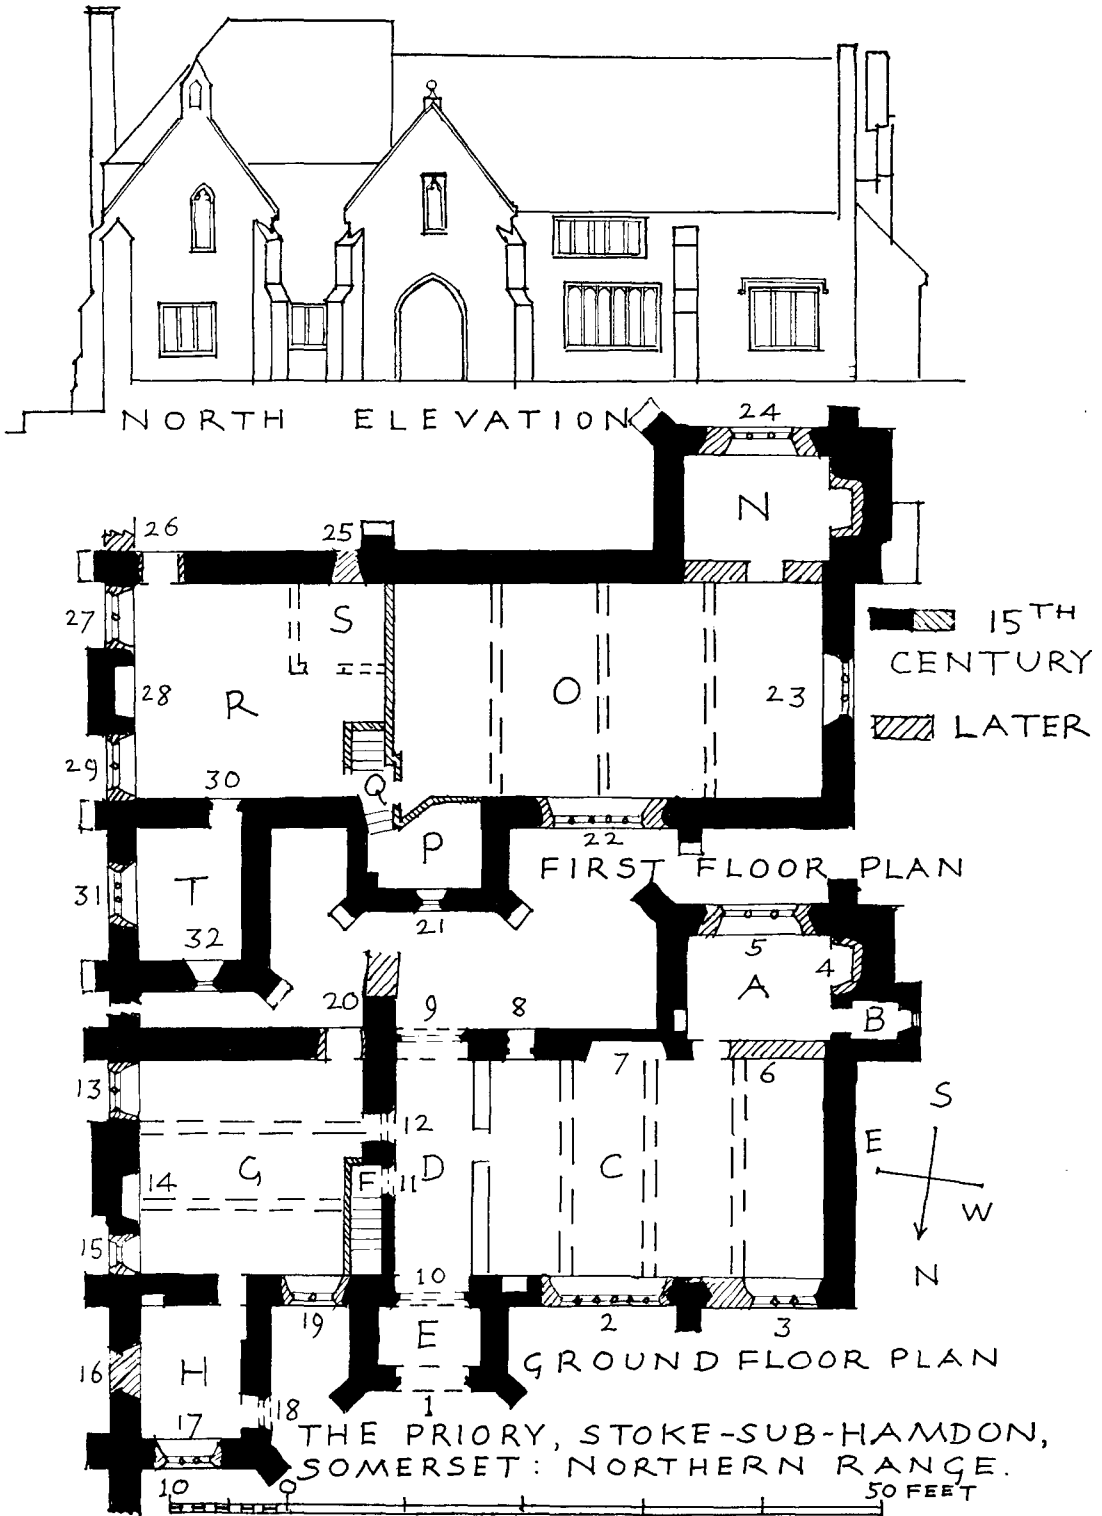 NORTH ELEVATION
24
N
26
25
27
S
15TH
CENTURY
28
R
O
23
LATER
29
30
Q
P
22
FIRST FLOOR PLAN
31
T
32
21
5
4
A
20
9
8
B
7
6
13
12
S
E
14
G
F
11
D
C
W
15
10
N
19
E
2
3
GROUND FLOOR PLAN
16
H
17
18
1
THE PRIORY, STOKE-SUB-HAMDON,
SOMERSET: NORTHERN RANGE.
10
0
50 FEET